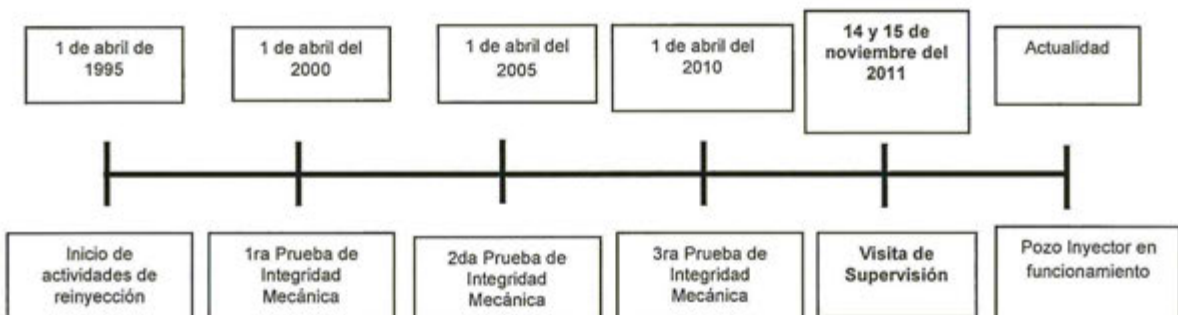 1 de abril de
1995
1 de abril del
2000
1 de abril del
2005
1 de abril del
2010
14 y 15 de
noviembre del
2011
Actualidad
Inicio de
actividades de
reinyección
1ra Prueba de
Integridad
Mecánica
2da Prueba de
Integridad
Mecánica
3ra Prueba de
Integridad
Mecánica
Visita de
Supervisión
Pozo Inyector en
funcionamiento